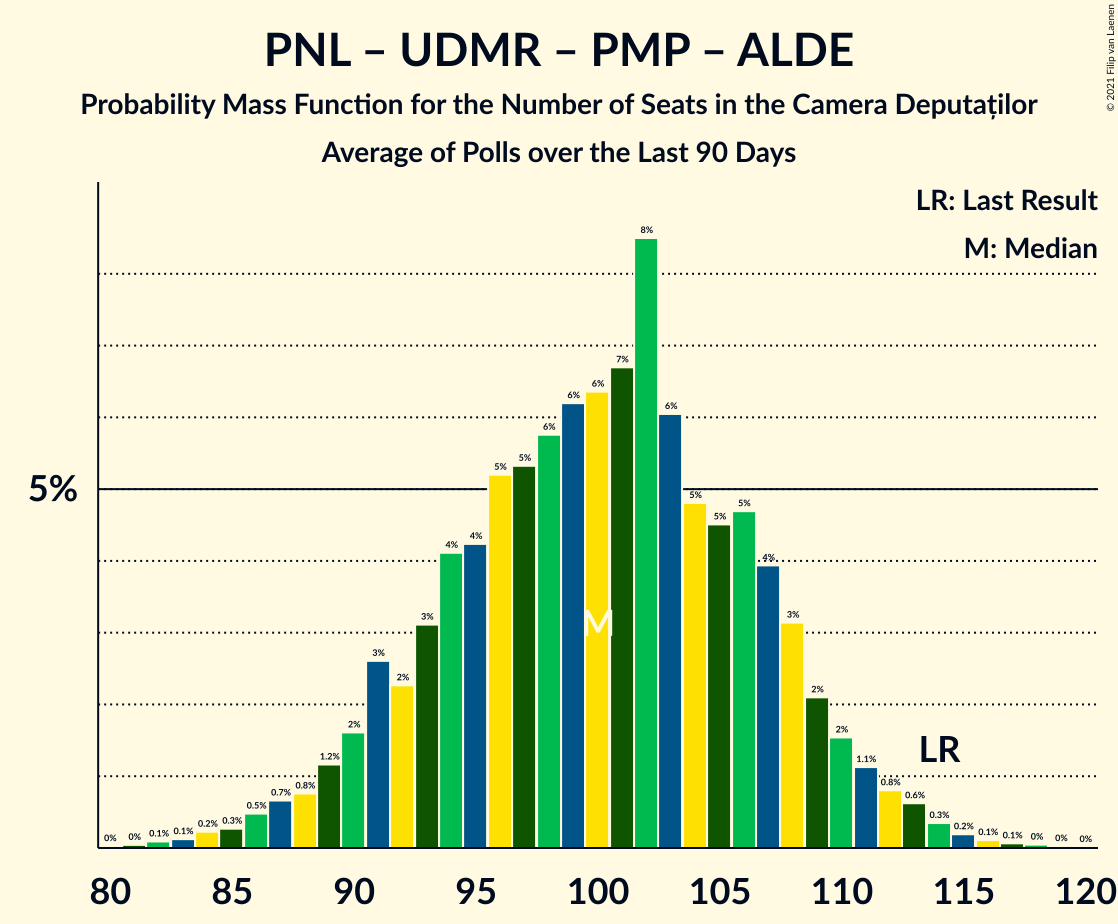 PNL – UDMR – PMP – ALDE
Probability Mass Function for the Number of Seats in the Camera Deputaților
Average of Polls over the Last 90 Days
© 2021 Filip van Laenen
LR: Last Result
M: Median
5%
0% 0% 0.1% 0.1% 0.2% 0.3% 0.5% 0.7% 0.8% 1.2% 2% 3% 2% 3% 4% 4% 5% 5% 6% 6% 6% 7% 8% 6% 5% 5% 5% 4% 3% 2% 2% 1.1% 0.8% 0.6% 0.3% 0.2% 0.1% 0.1% 0% 0% 0%
M
LR
80 85 90 95 100 105 110 115 120